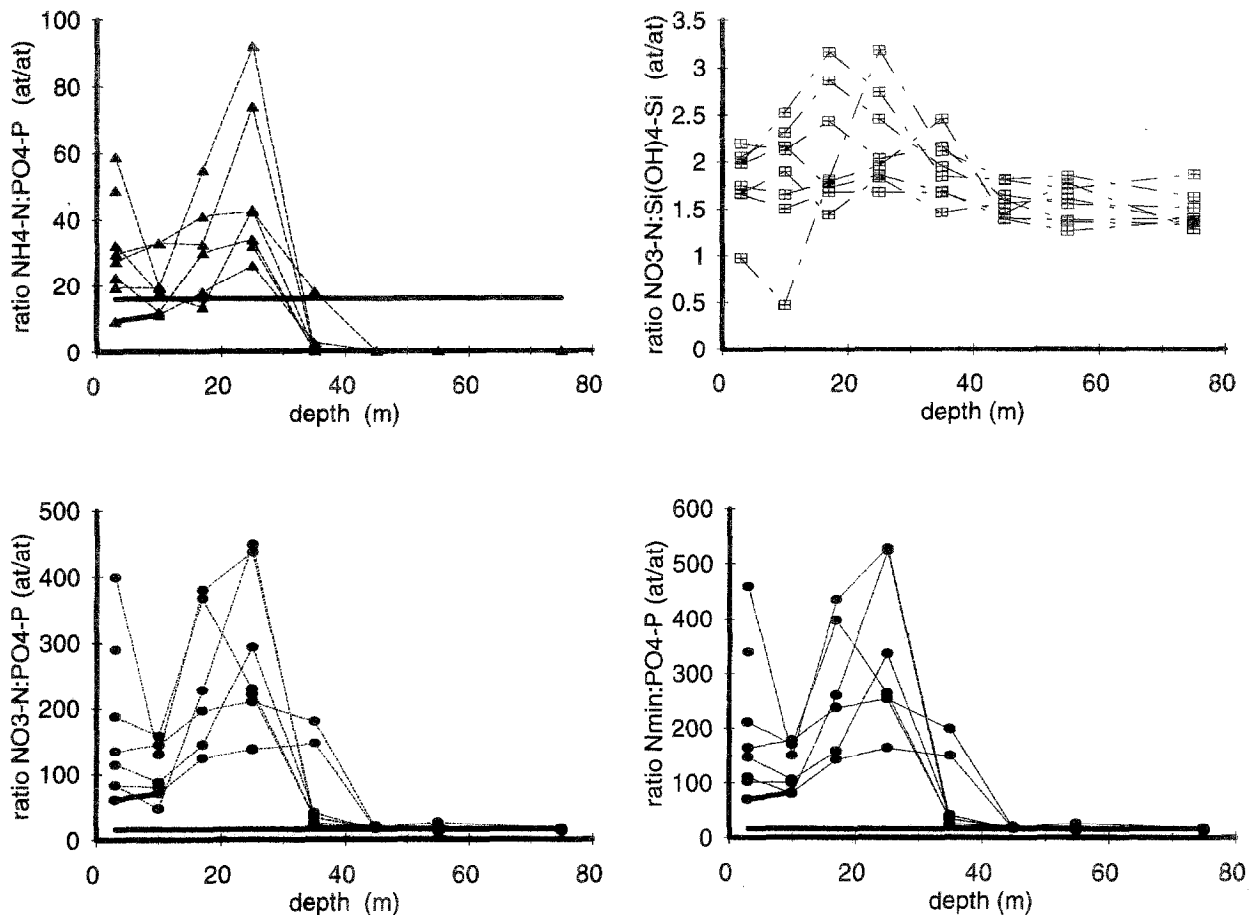 ratio NH4-N:PO4-P (at/at)
100
80
60
40
20
0
0 20 40 60 80
depth (m)
ratio NO3-N:Si(OH)4-Si (at/at)
3.5
3
2.5
2
1.5
1
0.5
0
0 20 40 60 80
depth (m)
ratio NO3-N:PO4-P (at/at)
500
400
300
200
100
0
0 20 40 60 80
depth (m)
ratio Nmin:PO4-P (at/at)
600
500
400
300
200
100
0
0 20 40 60 80
depth (m)